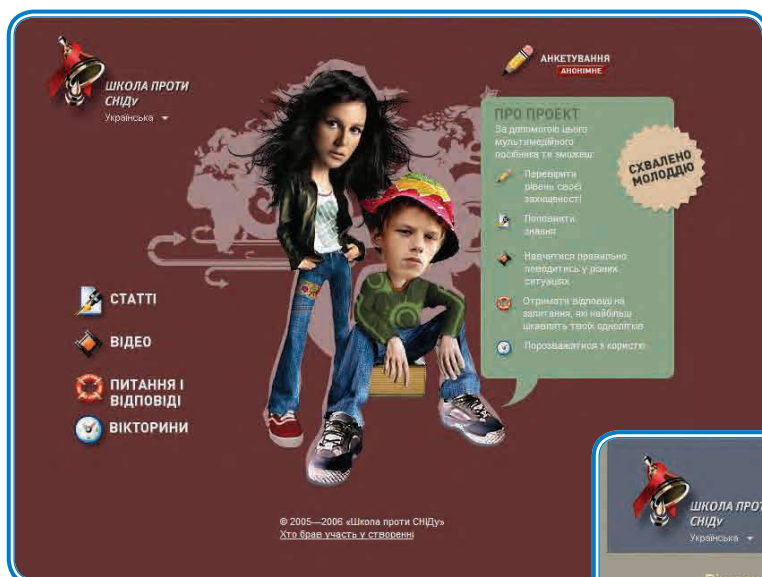 ШКОЛА ПРОТИ
СНІДу
Українська
АНКЕТУВАННЯ
АНОНІМНЕ
ПРО ПРОЕКТ
За допомогою цього
мультимедійного
посібника ти зможеш:
Перевірити
рівень своєї
захищеності
Поповнити
знання
Навчитися правильно
поводитись у різних
ситуаціях
Отримати відповіді на
запитання, які найбільш
цікавлять твоїх однолітків
Порозважатися з користю
СХВАЛЕНО
МОЛОДДЮ
СТАТТІ
ВІДЕО
ПИТАННЯ І
ВІДПОВІДІ
ВІКТОРИНИ
© 2005—2006 «Школа проти СНІДу»
Хто брав участь у створенні
ШКОЛА ПРОТ
СНІДу
Українська